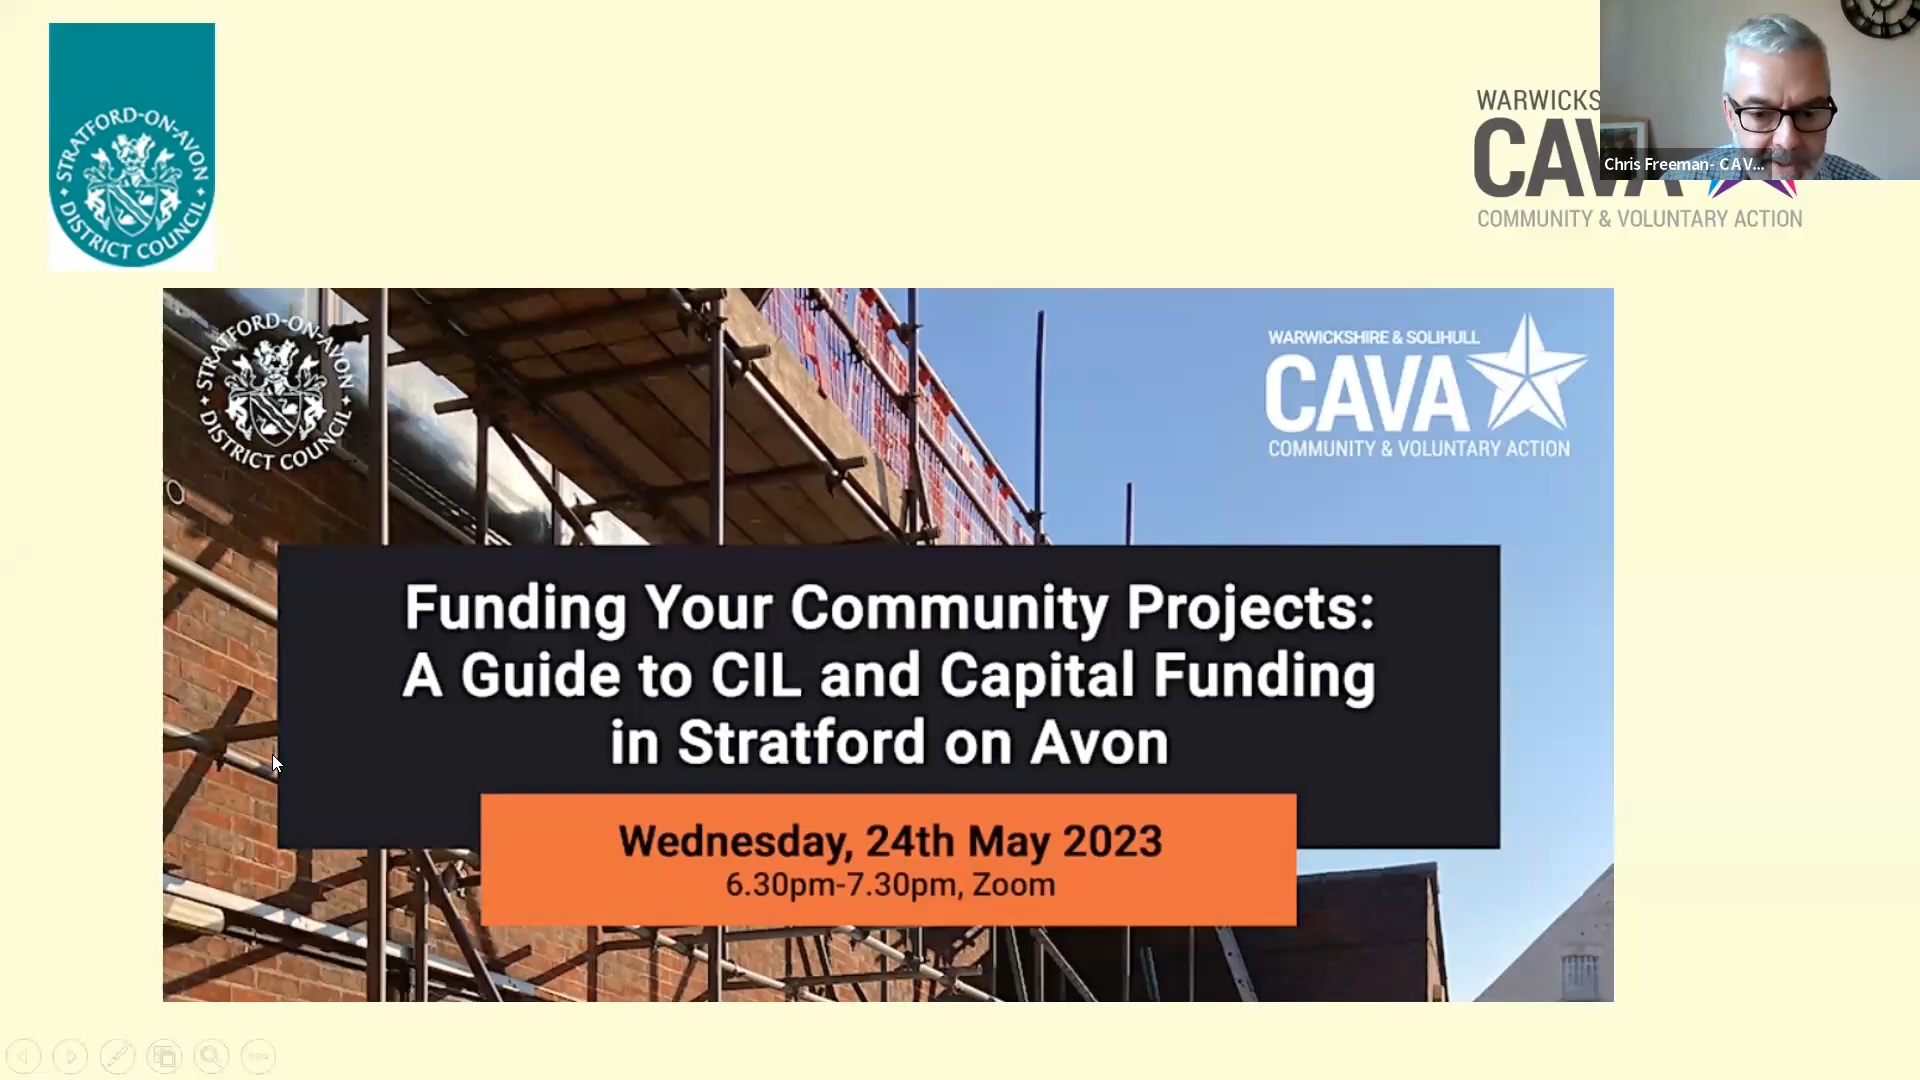 STRATFORD-ON-AVON
DISTRICT COUNCIL
WARWICKS
CAVA
COMMUNITY & VOLUNTARY ACTION
Chris Freeman- CAV...
STRATFORD-ON-AVON
DISTRICT COUNCIL
WARWICKSHIRE & SOLIHULL
CAVA
COMMUNITY & VOLUNTARY ACTION
Funding Your Community Projects:
A Guide to CIL and Capital Funding
in Stratford on Avon
Wednesday, 24th May 2023
6.30pm-7.30pm, Zoom